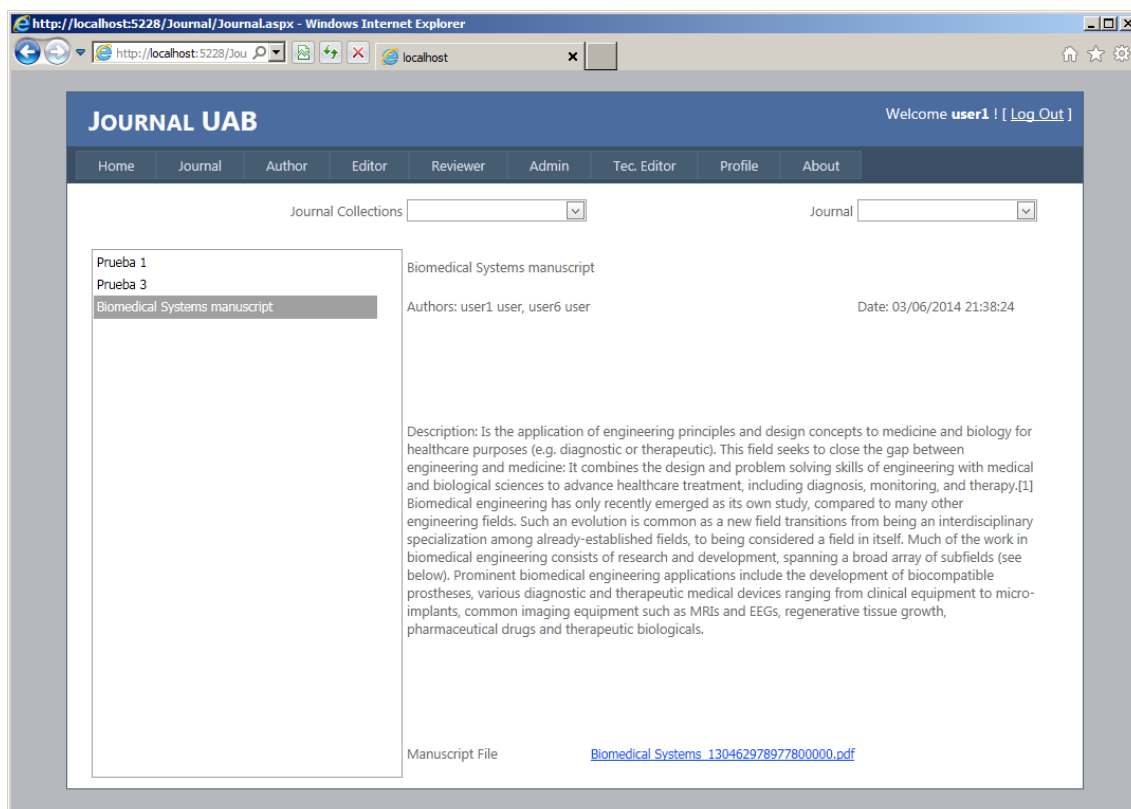 http://localhost:5228/Journal/Journal.aspx - Windows Internet Explorer
http://localhost:5228/Jou
localhost
JOURNAL UAB
Welcome user1 ! [ Log Out ]
Home Journal Author Editor Reviewer Admin Tec. Editor Profile About
Journal Collections Journal
Prueba 1
Prueba 3
Biomedical Systems manuscript
Biomedical Systems manuscript
Authors: user1 user, user6 user Date: 03/06/2014 21:38:24
Description: Is the application of engineering principles and design concepts to medicine and biology for
healthcare purposes (e.g. diagnostic or therapeutic). This field seeks to close the gap between
engineering and medicine: It combines the design and problem solving skills of engineering with medical
and biological sciences to advance healthcare treatment, including diagnosis, monitoring, and therapy.[1]
Biomedical engineering has only recently emerged as its own study, compared to many other
engineering fields. Such an evolution is common as a new field transitions from being an interdisciplinary
specialization among already-established fields, to being considered a field in itself. Much of the work in
biomedical engineering consists of research and development, spanning a broad array of subfields (see
below). Prominent biomedical engineering applications include the development of biocompatible
prostheses, various diagnostic and therapeutic medical devices ranging from clinical equipment to micro-
implants, common imaging equipment such as MRIs and EEGs, regenerative tissue growth,
pharmaceutical drugs and therapeutic biologicals.
Manuscript File Biomedical Systems_130462978977800000.pdf